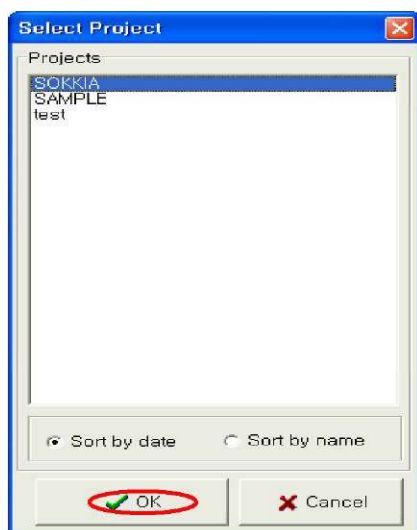 Select Project
Projects
SOKKIA
SAMPLE
test
Sort by date
Sort by name
OK
Cancel